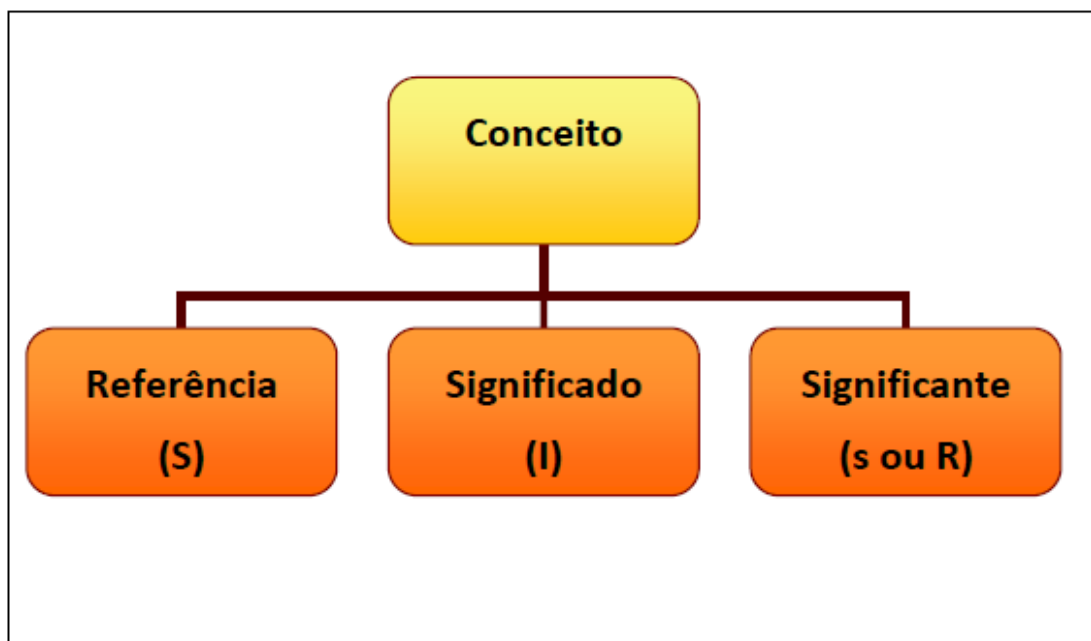 Conceito
Referência
(S)
Significado
(I)
Significante
(s ou R)